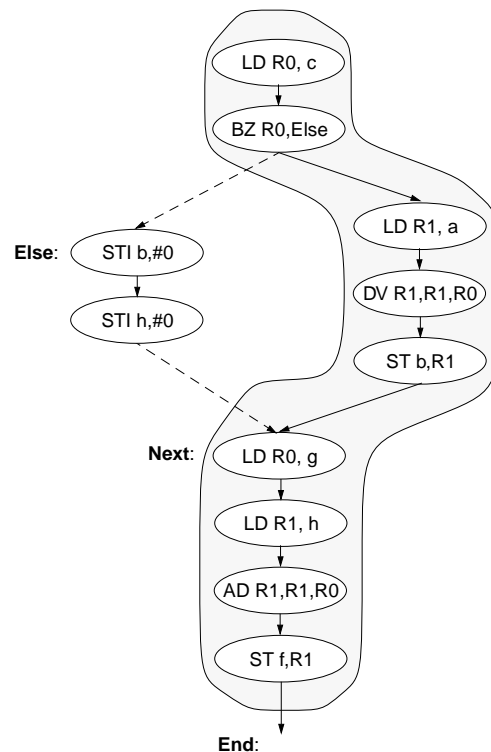 LD R0, c
BZ R0,Else
LD R1, a
Else: STI b,#0
DV R1,R1,R0
STI h,#0
ST b,R1
Next: LD R0, g
LD R1, h
AD R1,R1,R0
ST f,R1
End: